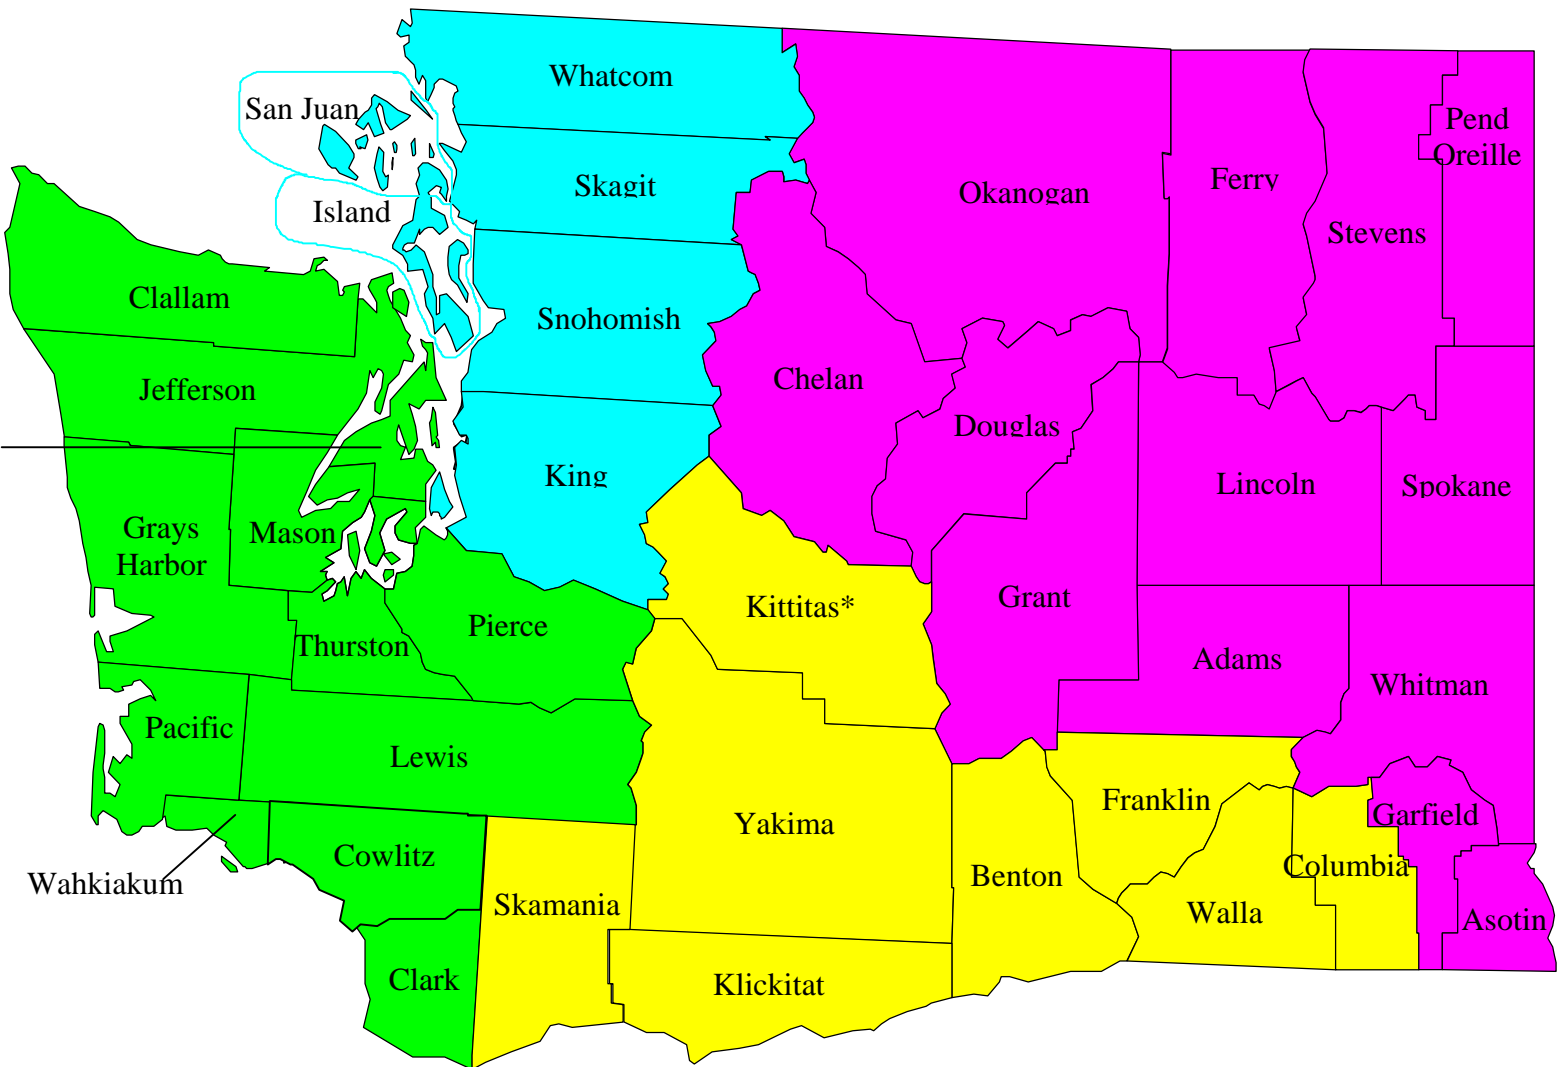 Whatcom
San Juan
Pend
Oreille
Skagit
Okanogan
Ferry
Island
Stevens
Clallam
Snohomish
Jefferson
Chelan
Douglas
King
Lincoln
Spokane
Grays
Harbor
Mason
Kittitas*
Grant
Pierce
Thurston
Adams
Whitman
Pacific
Lewis
Franklin
Garfield
Yakima
Cowlitz
Columbia
Wahkiakum
Benton
Skamania
Walla
Asotin
Clark
Klickitat